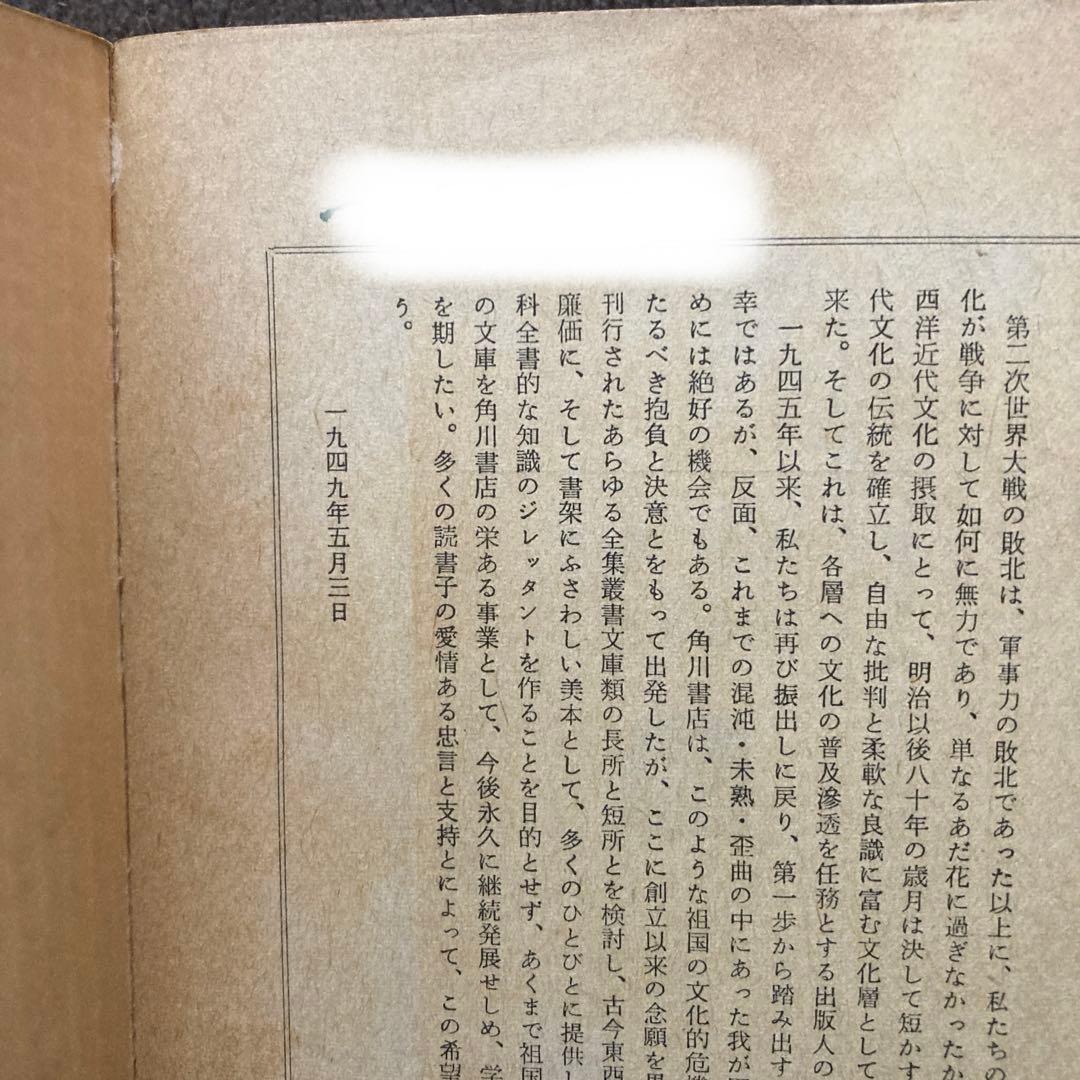 第二次世界大戦の敗北は、軍事力の敗北であった以上に、私たちの
化が戦争に対して如何に無力であり、単なるあだ花に過ぎなかったか
西洋近代文化の摂取にとって、明治以後八十年の歳月は決して短かす
代文化の伝統を確立し、自由な批判と柔軟な良識に富む文化層として
来た。そしてこれは、各層への文化の普及滲透を任務とする出版人の
一九四五年以来、私たちは再び振出しに戻り、第一歩から踏み出す
幸ではあるが、反面、これまでの混沌・未熟・歪曲の中にあった我が
めには絶好の機会でもある。角川書店は、このような祖国の文化的危機
たるべき抱負と決意とをもって出発したが、ここに創立以来の念願を果
刊行されたあらゆる全集叢書文庫類の長所と短所とを検討し、古今東西
廉価に、そして書架にふさわしい美本として、多くのひとびとに提供し
科全書的な知識のジレッタントを作ることを目的とせず、あくまで祖国
の文庫を角川書店の栄ある事業として、今後永久に継続発展せしめ、学
を期したい。多くの読書子の愛情ある忠言と支持とによって、この希望
う。
一九四九年五月三日